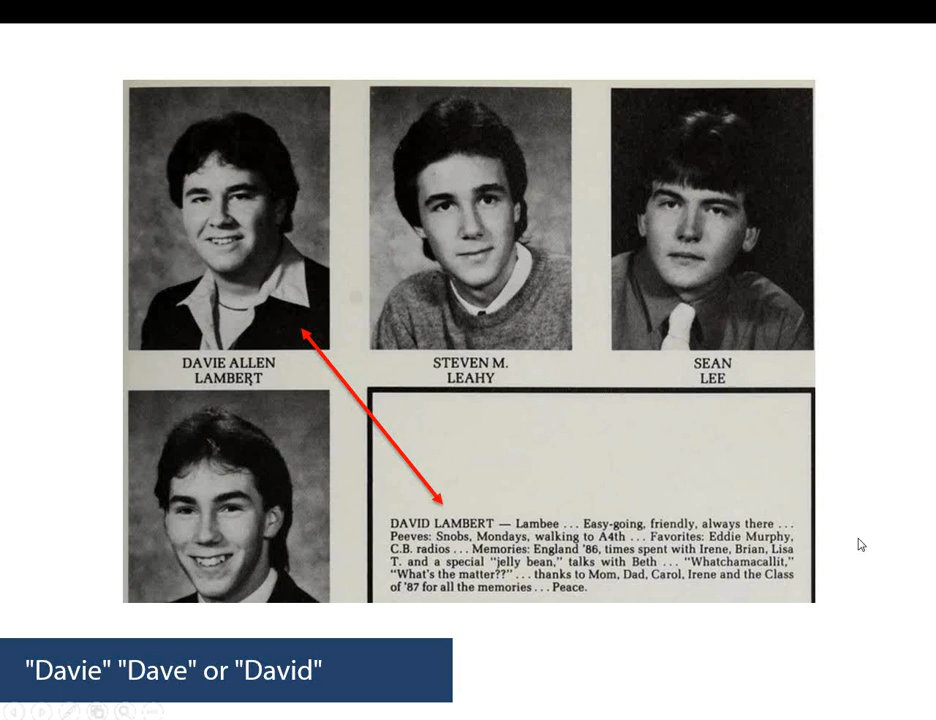 DAVIE ALLEN
LAMBERT
STEVEN M.
LEAHY
SEAN
LEE
DAVID LAMBERT — Lambee ... Easy-going, friendly, always there ...
Peeves: Snobs, Mondays, walking to A4th ... Favorites: Eddie Murphy,
C.B. radios ... Memories: England '86, times spent with Irene, Brian, Lisa
T. and a special "jelly bean," talks with Beth ... "Whatchamacallit,"
"What's the matter??" ... thanks to Mom, Dad, Carol, Irene and the Class
of '87 for all the memories ... Peace.
"Davie" "Dave" or "David"